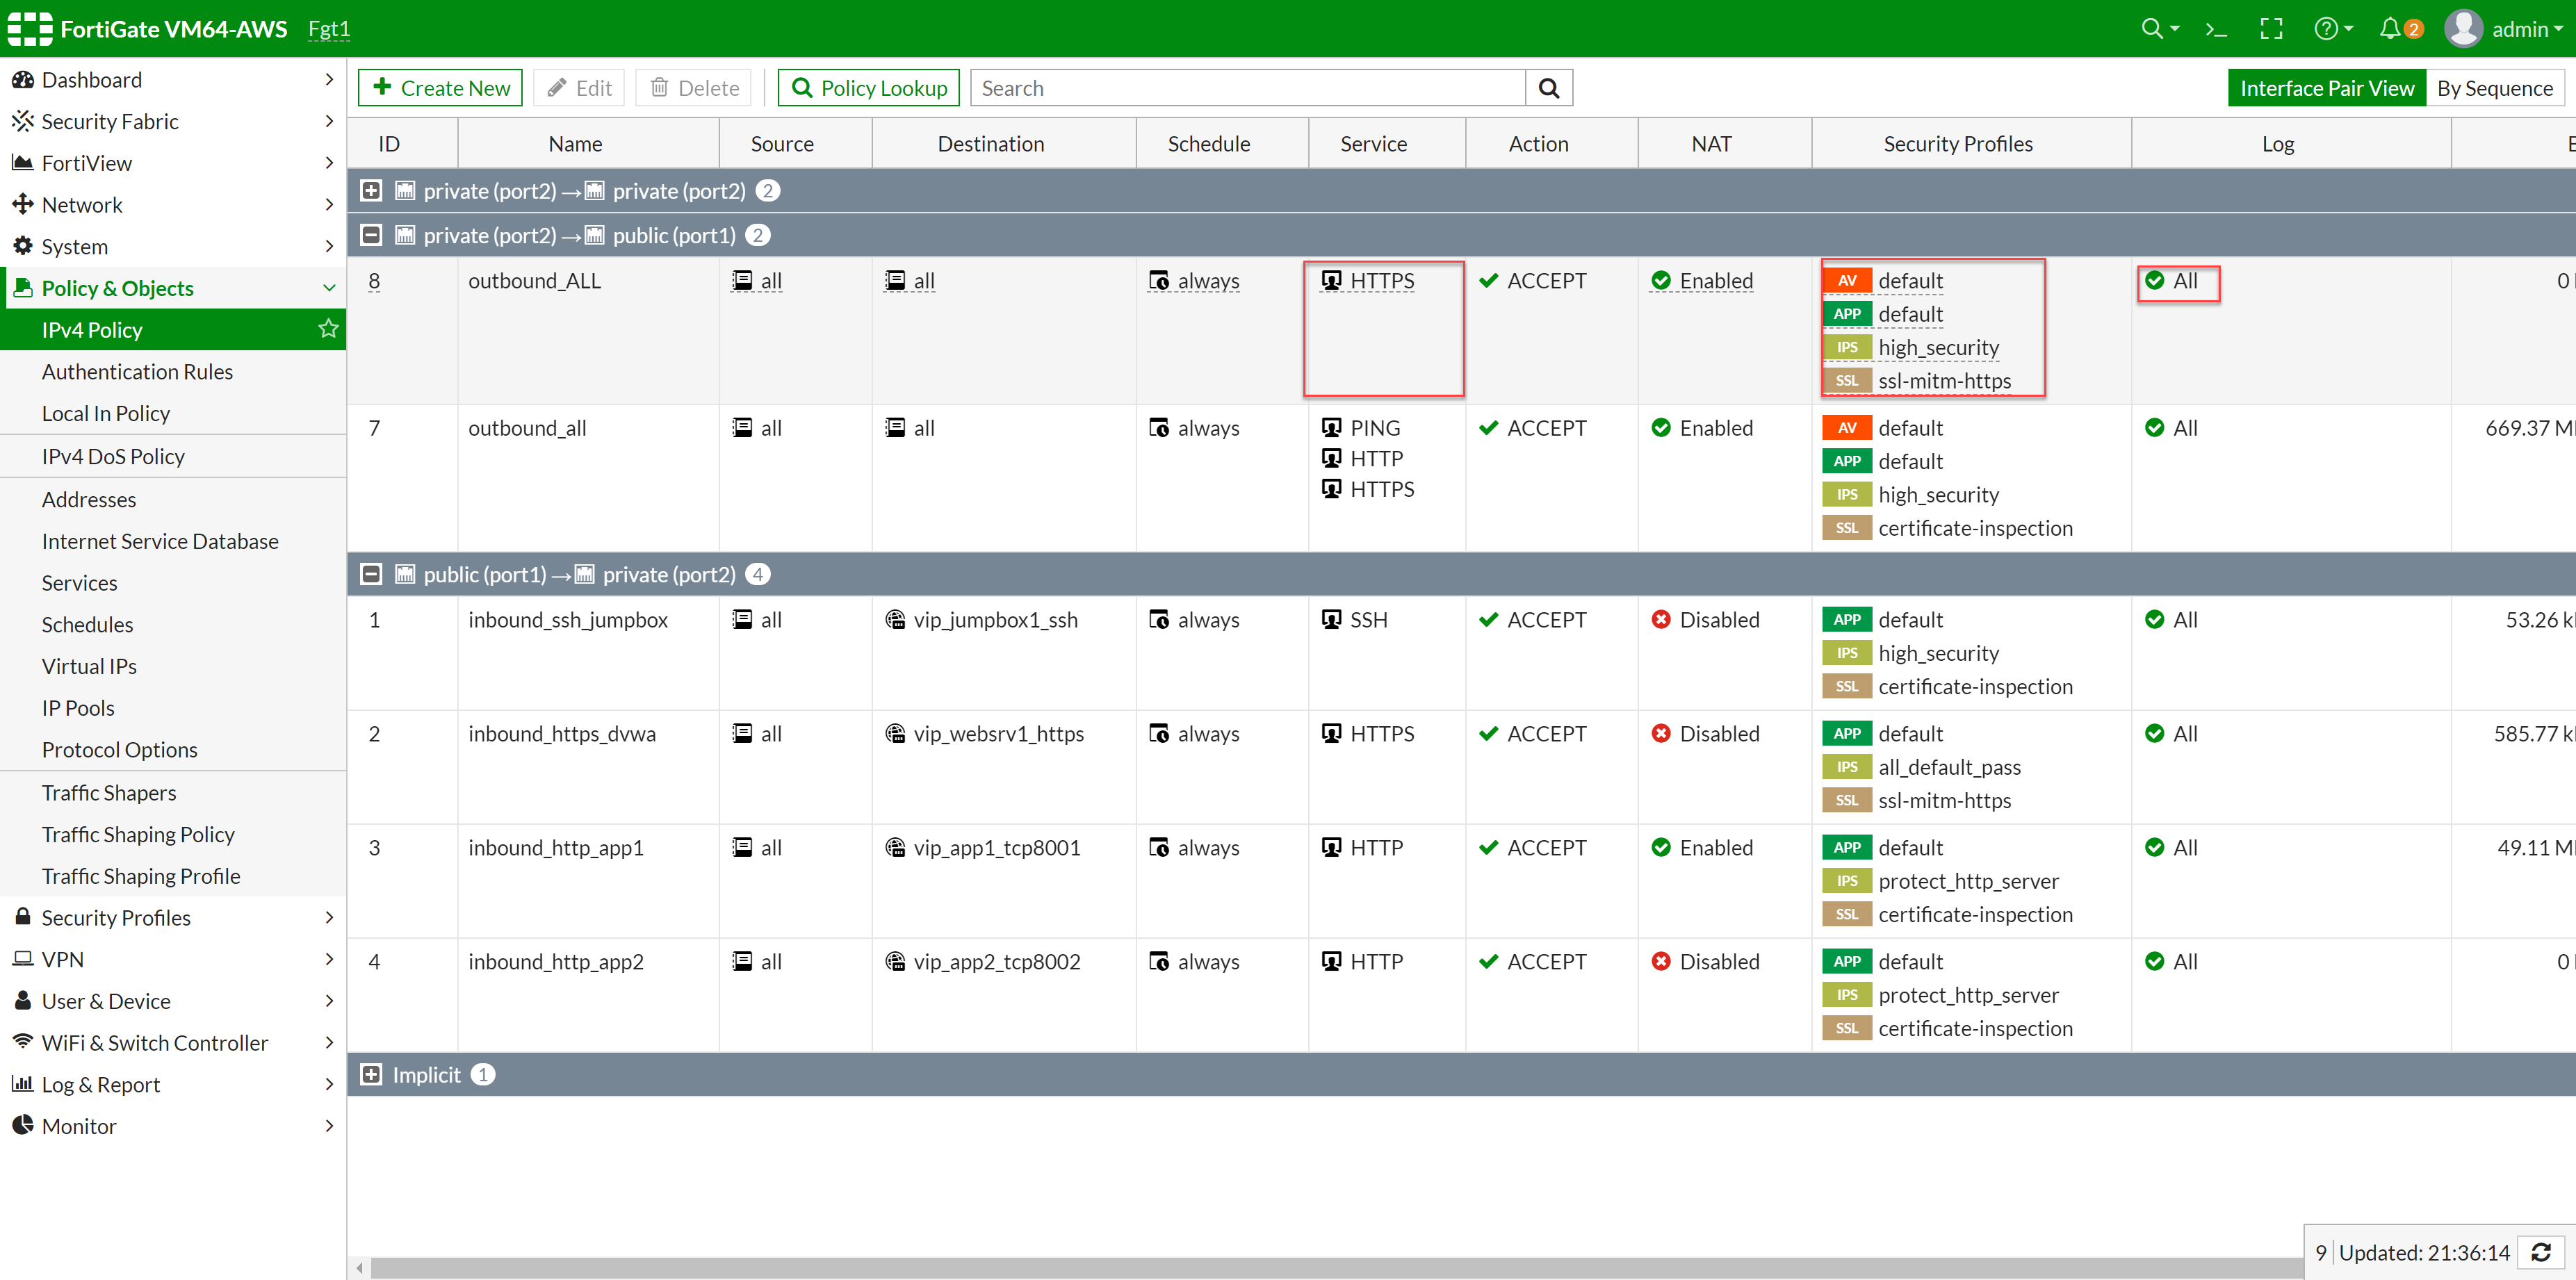 FortiGate VM64-AWS Fgt1 2 admin
Dashboard
Security Fabric
FortiView
Network
System
Policy & Objects
IPv4 Policy
Authentication Rules
Local In Policy
IPv4 DoS Policy
Addresses
Internet Service Database
Services
Schedules
Virtual IPs
IP Pools
Protocol Options
Traffic Shapers
Traffic Shaping Policy
Traffic Shaping Profile
Security Profiles
VPN
User & Device
WiFi & Switch Controller
Log & Report
Monitor
Create New Edit Delete Policy Lookup Search Interface Pair View By Sequence
ID Name Source Destination Schedule Service Action NAT Security Profiles Log
private (port2) → private (port2) 2
private (port2) → public (port1) 2
8 outbound_ALL all all always HTTPS ACCEPT Enabled AV default All 0
APP default
IPS high_security
SSL ssl-mitm-https
7 outbound_all all all always PING ACCEPT Enabled AV default All 669.37
HTTP APP default
HTTPS IPS high_security
SSL certificate-inspection
public (port1) → private (port2) 4
1 inbound_ssh_jumpbox all vip_jumpbox1_ssh always SSH ACCEPT Disabled APP default All 53.26
IPS high_security
SSL certificate-inspection
2 inbound_https_dvwa all vip_websrv1_https always HTTPS ACCEPT Disabled APP default All 585.77
IPS all_default_pass
SSL ssl-mitm-https
3 inbound_http_app1 all vip_app1_tcp8001 always HTTP ACCEPT Enabled APP default All 49.11
IPS protect_http_server
SSL certificate-inspection
4 inbound_http_app2 all vip_app2_tcp8002 always HTTP ACCEPT Disabled APP default All 0
IPS protect_http_server
SSL certificate-inspection
Implicit 1
9 Updated: 21:36:14